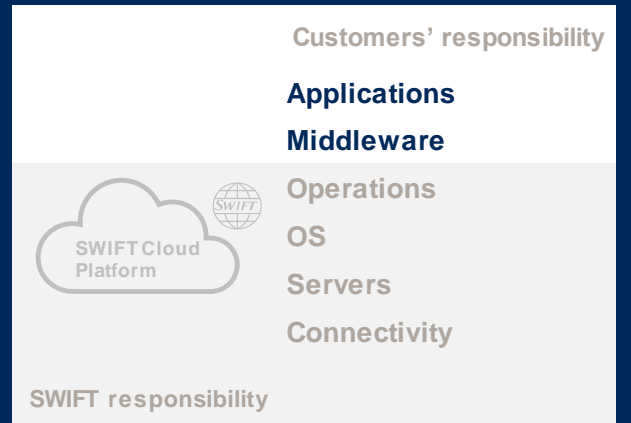 Customers’ responsibility
Applications
Middleware
Operations
SWIFT
OS
SWIFT Cloud
Platform
Servers
Connectivity
SWIFT responsibility